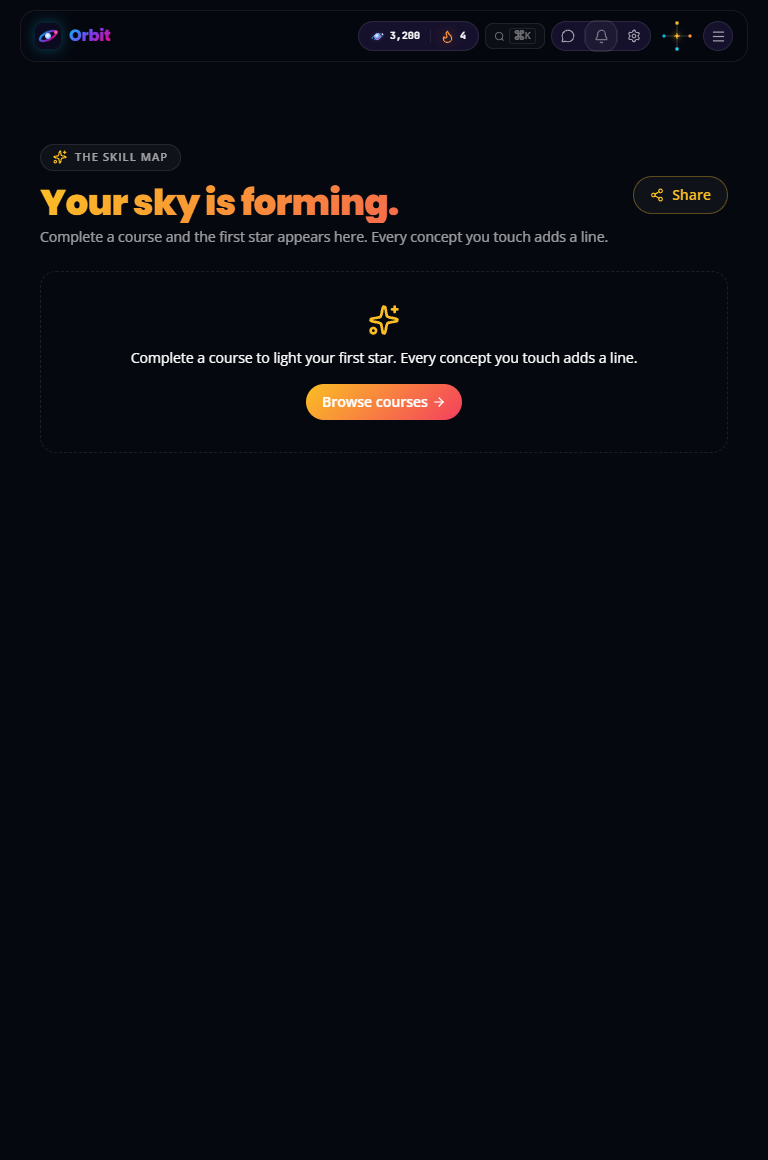 Orbit
3,200
4
⌘K
THE SKILL MAP
Your sky is forming.
Share
Complete a course and the first star appears here. Every concept you touch adds a line.
Complete a course to light your first star. Every concept you touch adds a line.
Browse courses →